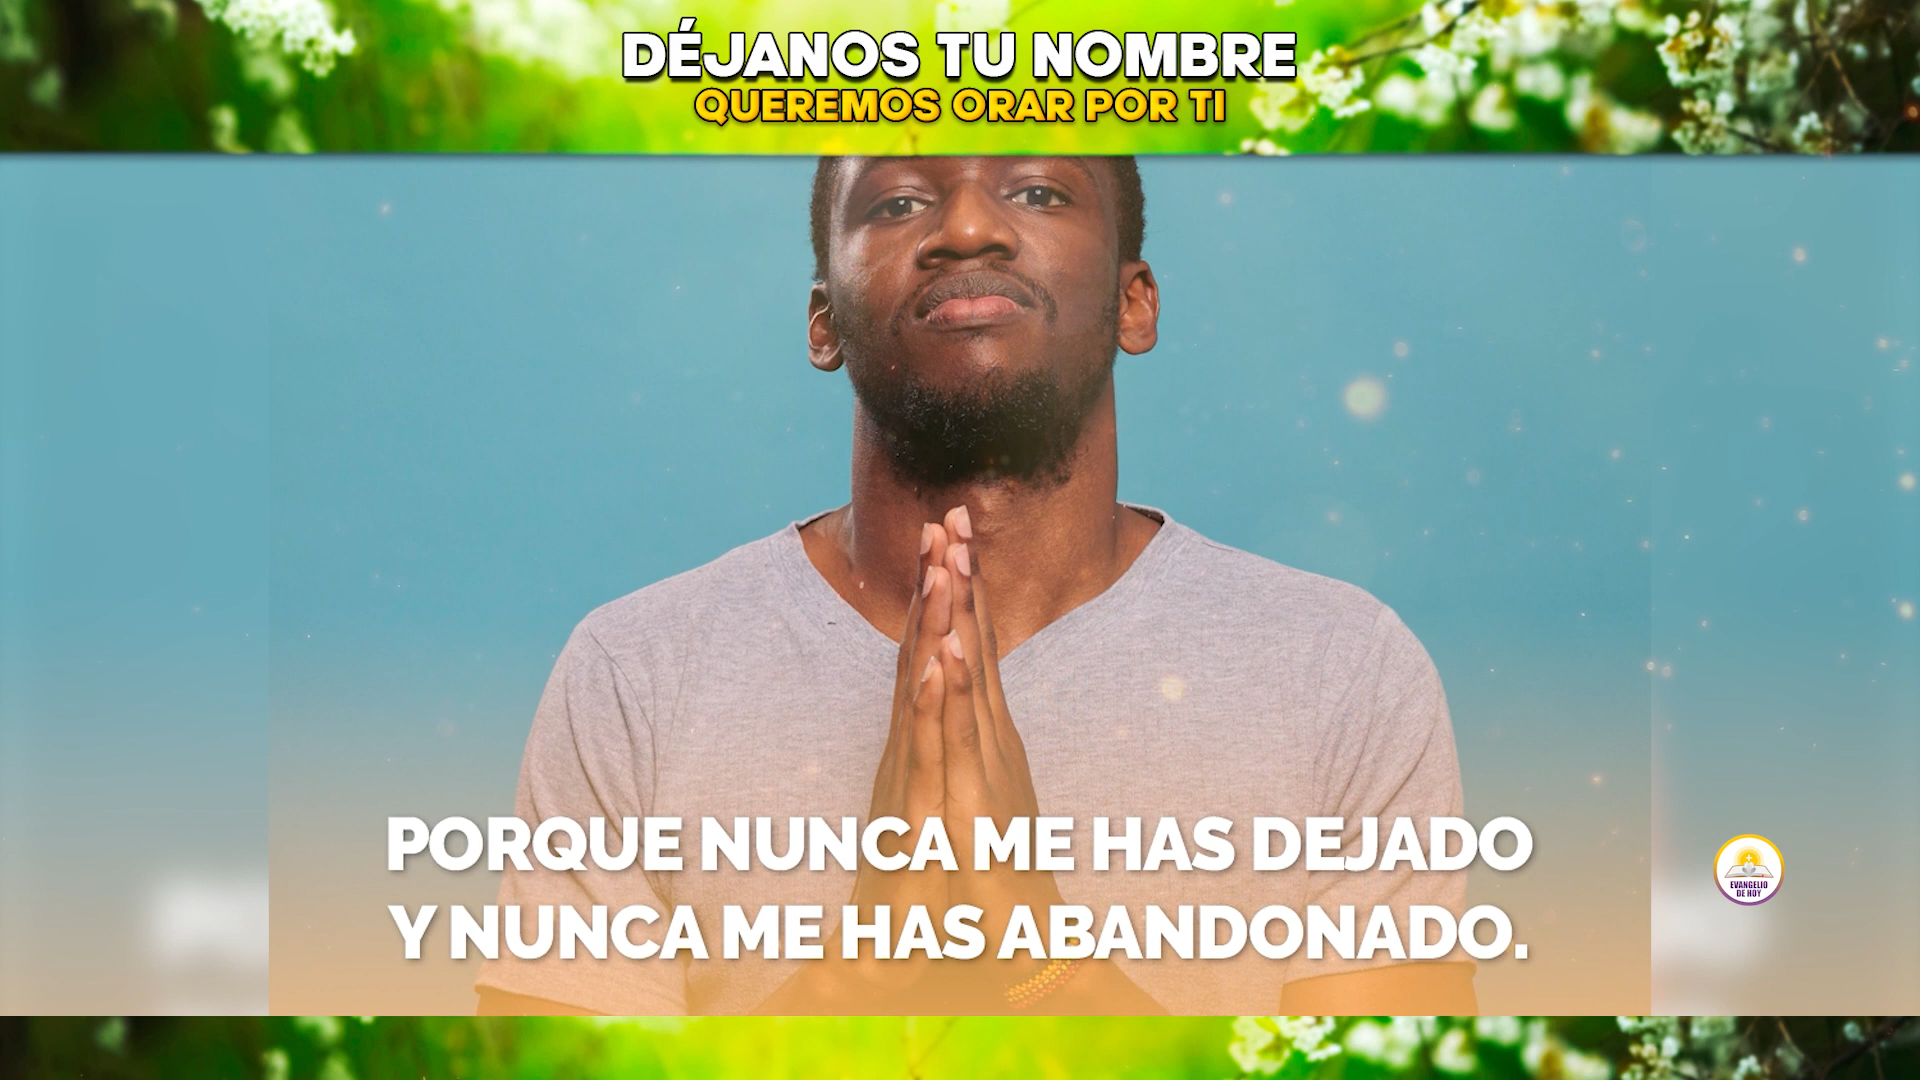 DÉJANOS TU NOMBRE
QUEREMOS ORAR POR TI
PORQUE NUNCA ME HAS DEJADO
Y NUNCA ME HAS ABANDONADO.
EVANGELIO
DE HOY